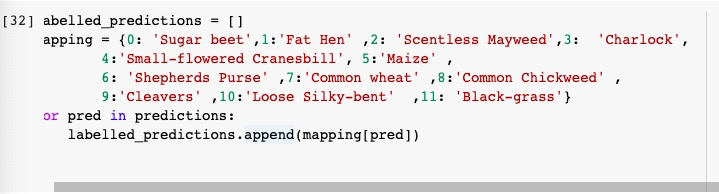 [32] abelled_predictions = []
apping = {0: 'Sugar beet',1:'Fat Hen' ,2: 'Scentless Mayweed',3:  'Charlock',
4:'Small-flowered Cranesbill', 5:'Maize' ,
6: 'Shepherds Purse' ,7:'Common wheat' ,8:'Common Chickweed' ,
9:'Cleavers' ,10:'Loose Silky-bent'  ,11: 'Black-grass'}
or pred in predictions:
labelled_predictions.append(mapping[pred])